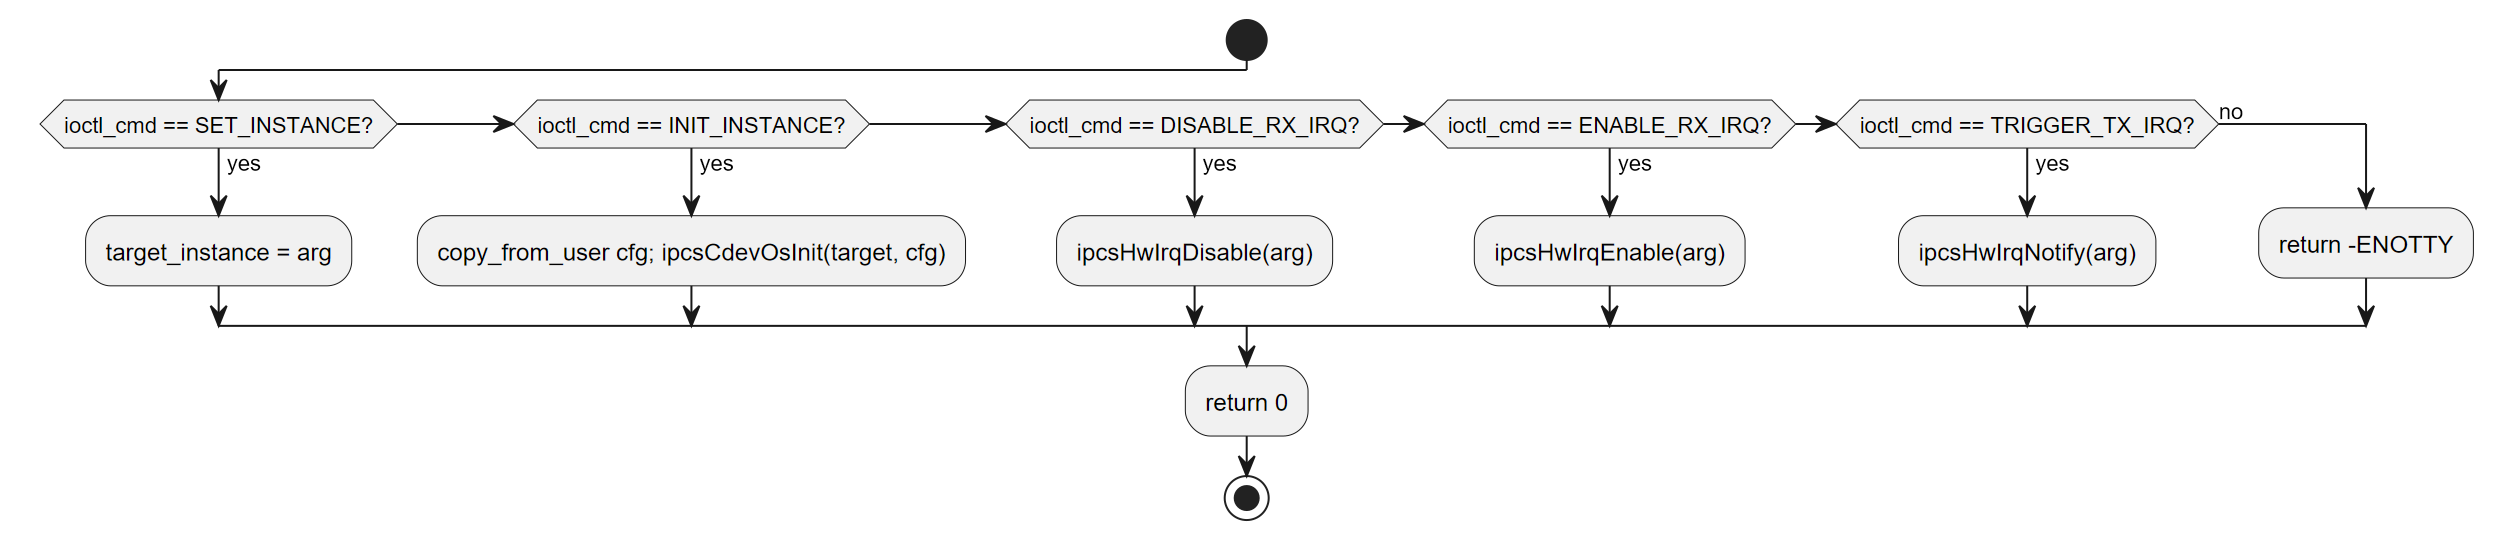 ioctl_cmd == SET_INSTANCE?
ioctl_cmd == INIT_INSTANCE?
ioctl_cmd == DISABLE_RX_IRQ?
ioctl_cmd == ENABLE_RX_IRQ?
ioctl_cmd == TRIGGER_TX_IRQ?
no
yes
yes
yes
yes
yes
target_instance = arg
copy_from_user cfg; ipcsCdevOsInit(target, cfg)
ipcsHwIrqDisable(arg)
ipcsHwIrqEnable(arg)
ipcsHwIrqNotify(arg)
return -ENOTTY
return 0